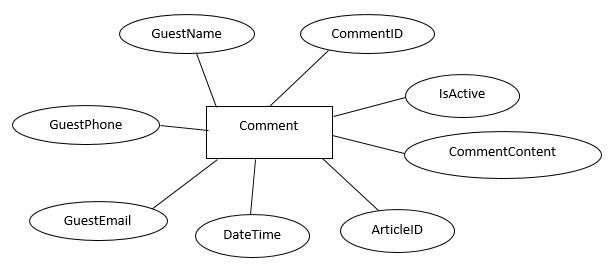 GuestName
CommentID
IsActive
GuestPhone
Comment
CommentContent
GuestEmail
DateTime
ArticleID